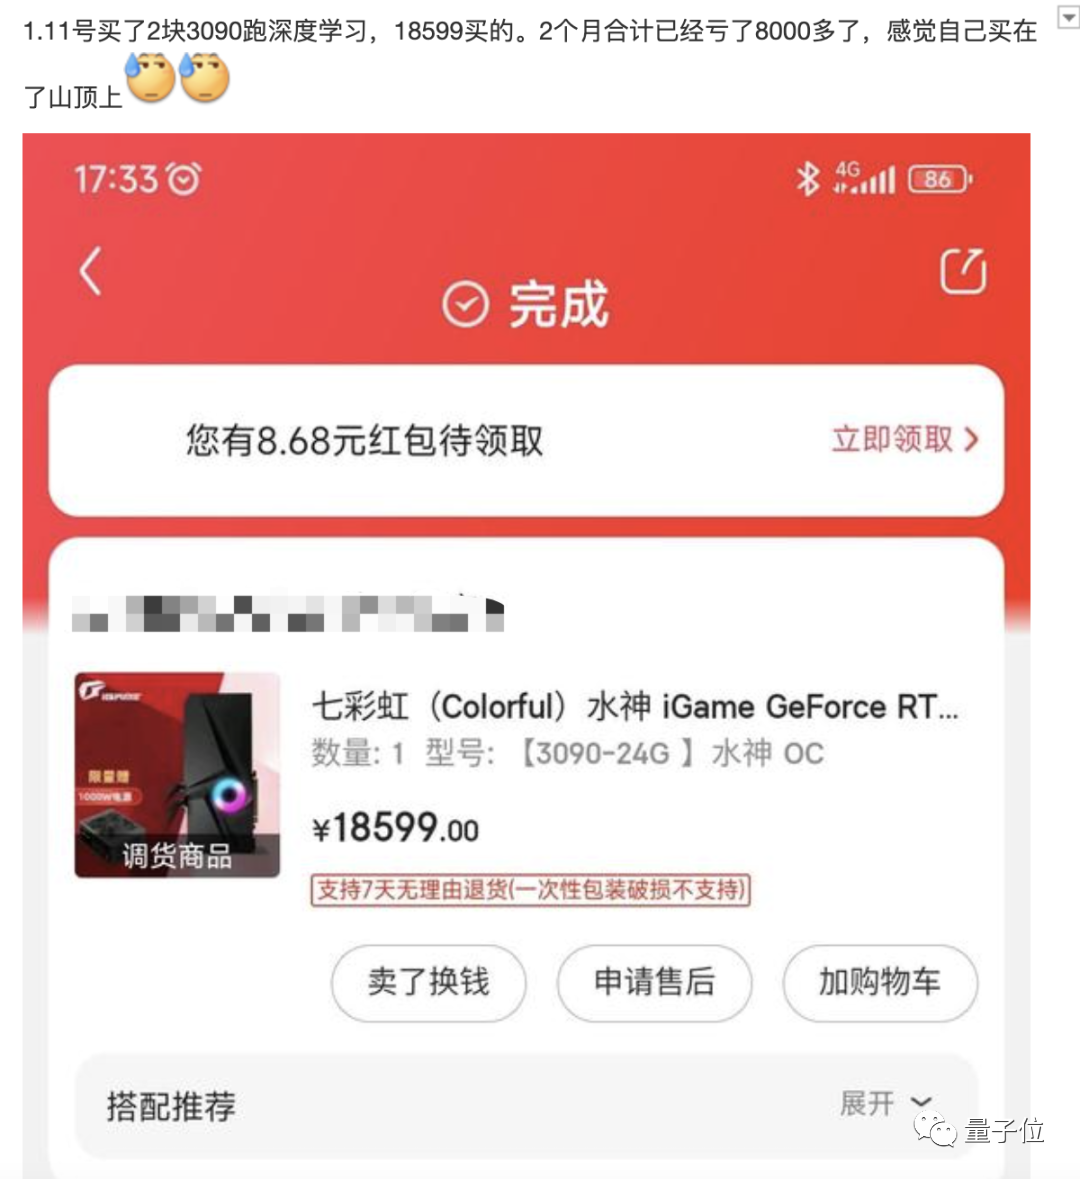 1.11号买了2块3090跑深度学习，18599买的。2个月合计已经亏了8000多了，感觉自己买在
了山顶上
17:33
4G
86
完成
您有8.68元红包待领取
立即领取
七彩虹（Colorful）水神 iGame GeForce RT...
数量: 1 型号: 【3090-24G 】水神 OC
限量赠
1000W电源
调货商品
¥18599.00
支持7天无理由退货(一次性包装破损不支持)
卖了换钱
申请售后
加购物车
搭配推荐
展开
量子位